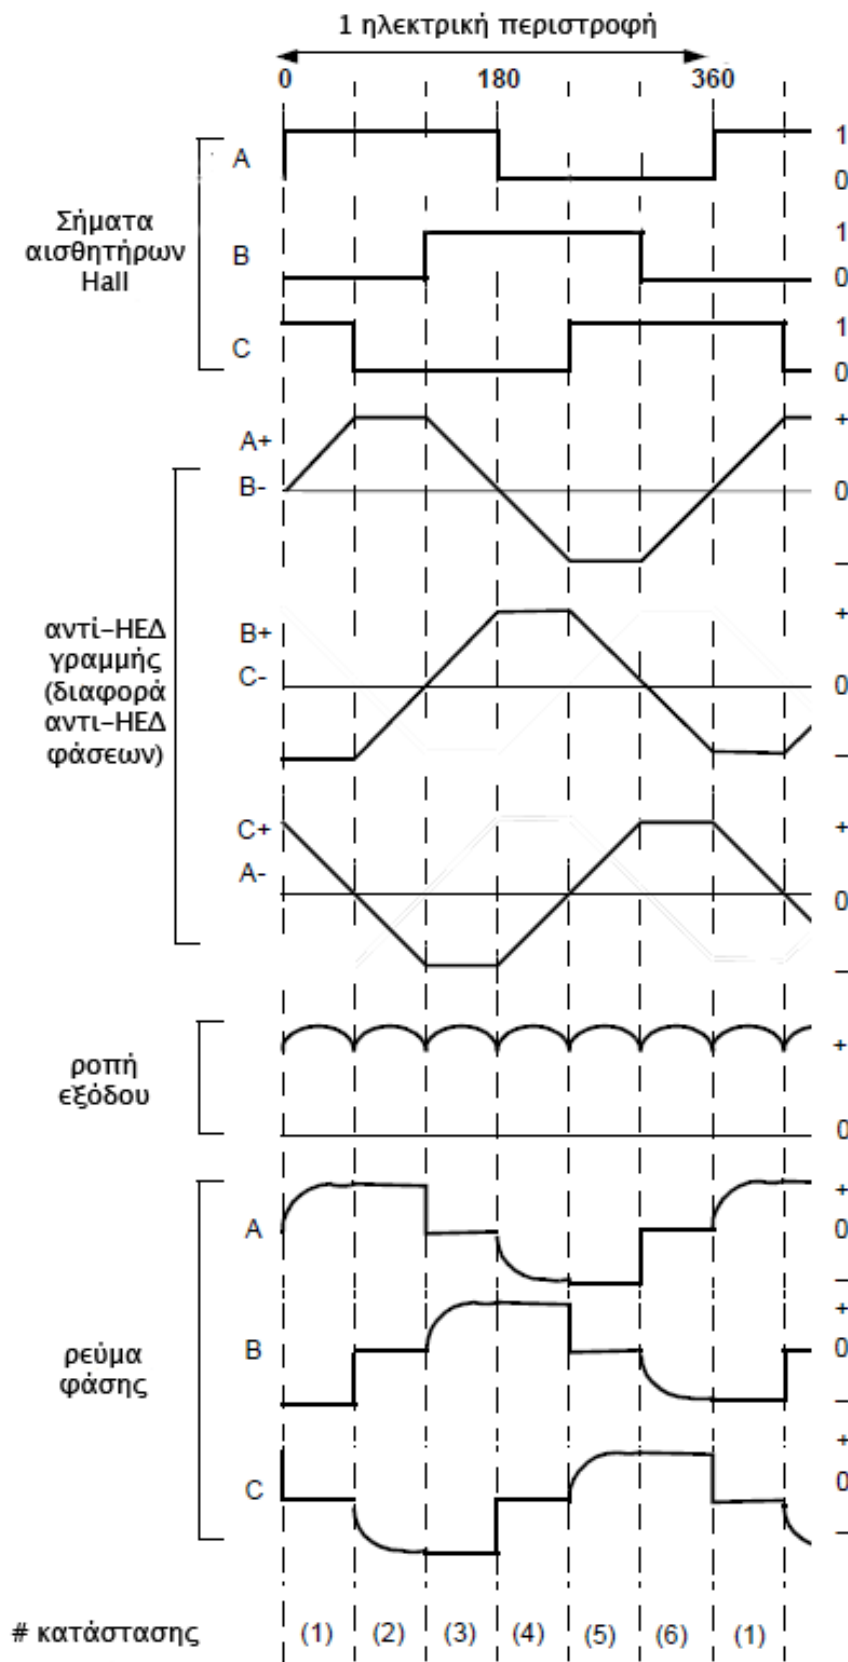 1 ηλεκτρική περιστροφή
0 180 360
Σήματα
αισθητήρων
Hall
A
1
0
B
1
0
C
1
0
αντί-ΗΕΔ
γραμμής
(διαφορά
αντι-ΗΕΔ
φάσεων)
A+
B-
+
0
–
B+
C-
+
0
–
C+
A-
+
0
–
ροπή
εξόδου
+
0
ρεύμα
φάσης
A
+
0
–
B
+
0
–
C
+
0
–
# κατάστασης (1) (2) (3) (4) (5) (6) (1)